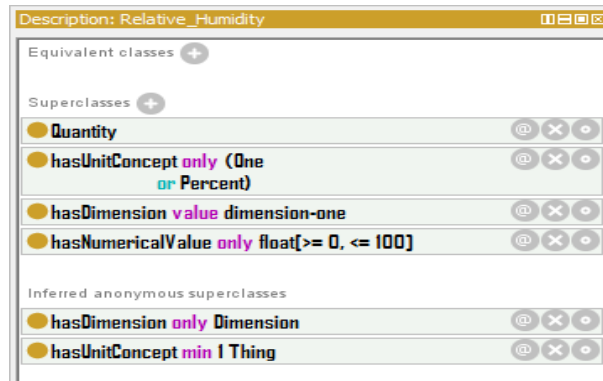 Description: Relative_Humidity
Equivalent classes
Superclasses
Quantity
hasUnitConcept only (One
or Percent)
hasDimension value dimension-one
hasNumericalValue only float[>= 0, <= 100]
Inferred anonymous superclasses
hasDimension only Dimension
hasUnitConcept min 1 Thing